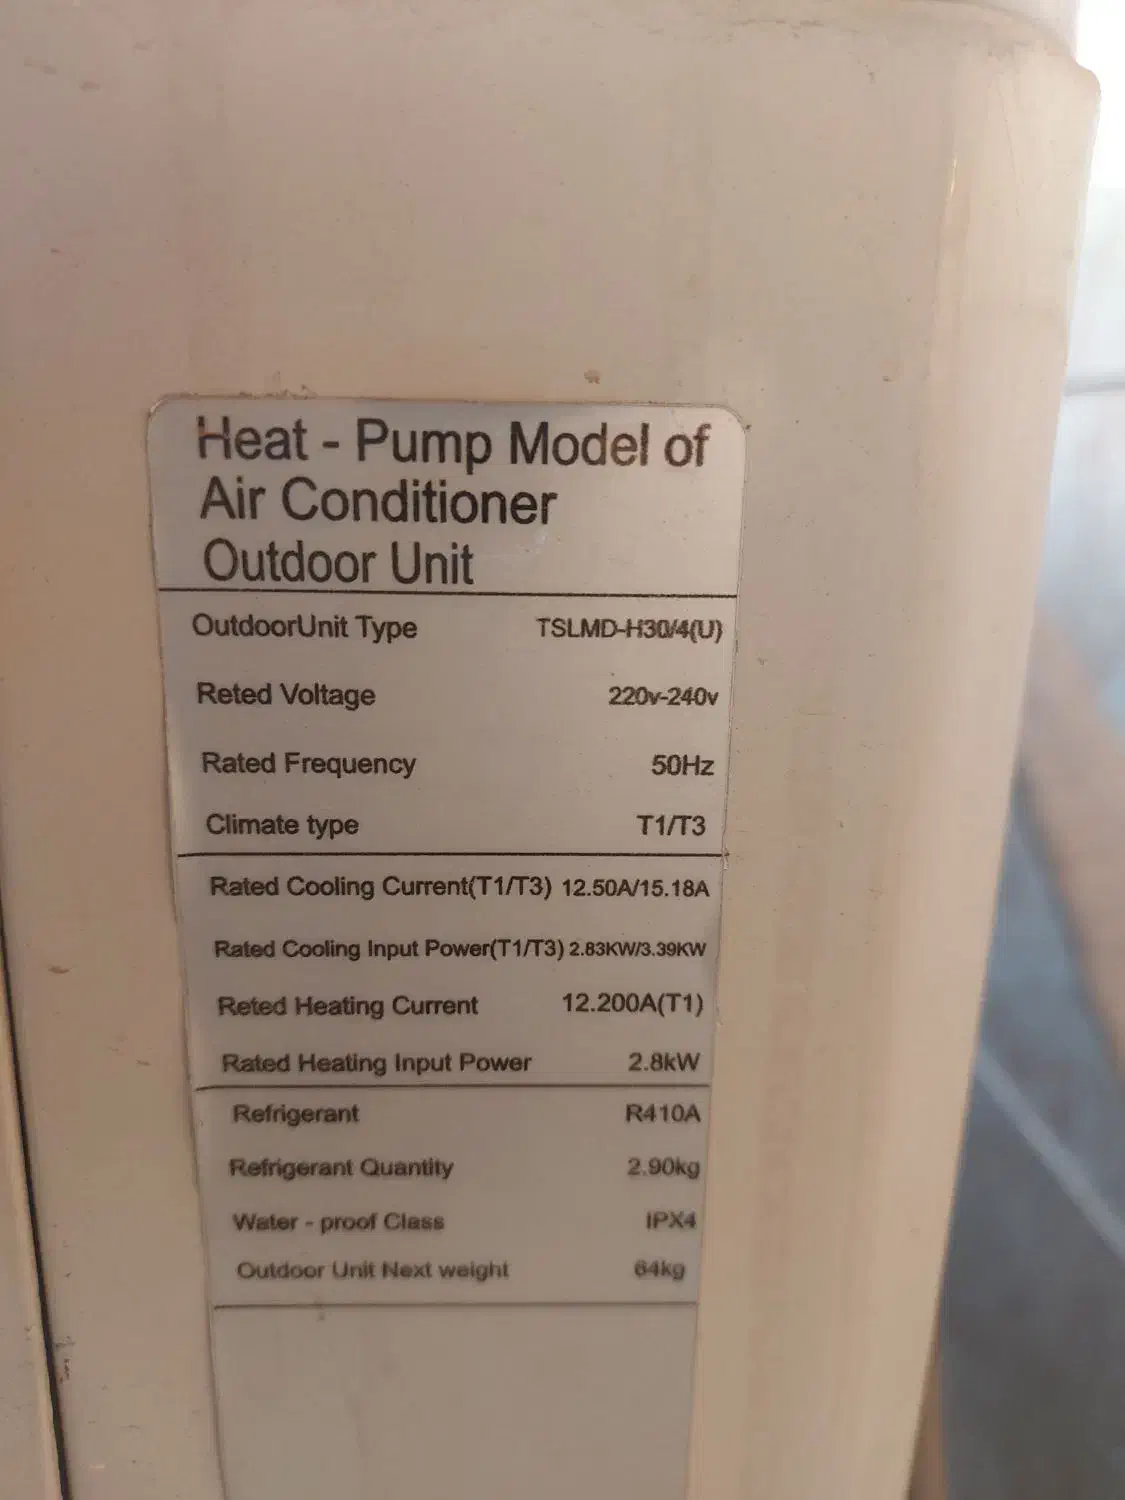 Heat - Pump Model of
Air Conditioner
Outdoor Unit
OutdoorUnit Type TSLMD-H30/4(U)
Reted Voltage 220v-240v
Rated Frequency 50Hz
Climate type T1/T3
Rated Cooling Current(T1/T3) 12.50A/15.18A
Rated Cooling Input Power(T1/T3) 2.83KW/3.39KW
Reted Heating Current 12.200A(T1)
Rated Heating Input Power 2.8kW
Refrigerant R410A
Refrigerant Quantity 2.90kg
Water - proof Class IPX4
Outdoor Unit Next weight 64kg